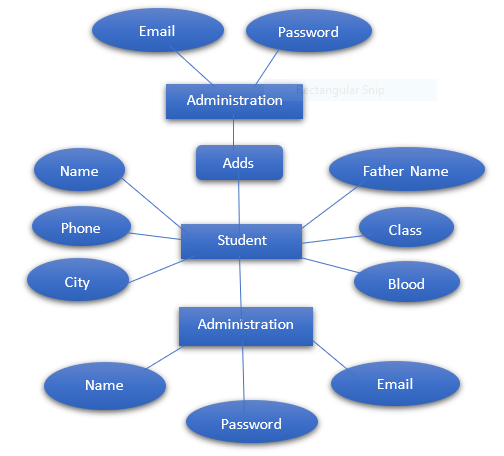 Email
Password
Rectangular Snip
Administration
Adds
Name
Father Name
Phone
Student
Class
City
Blood
Administration
Name
Email
Password